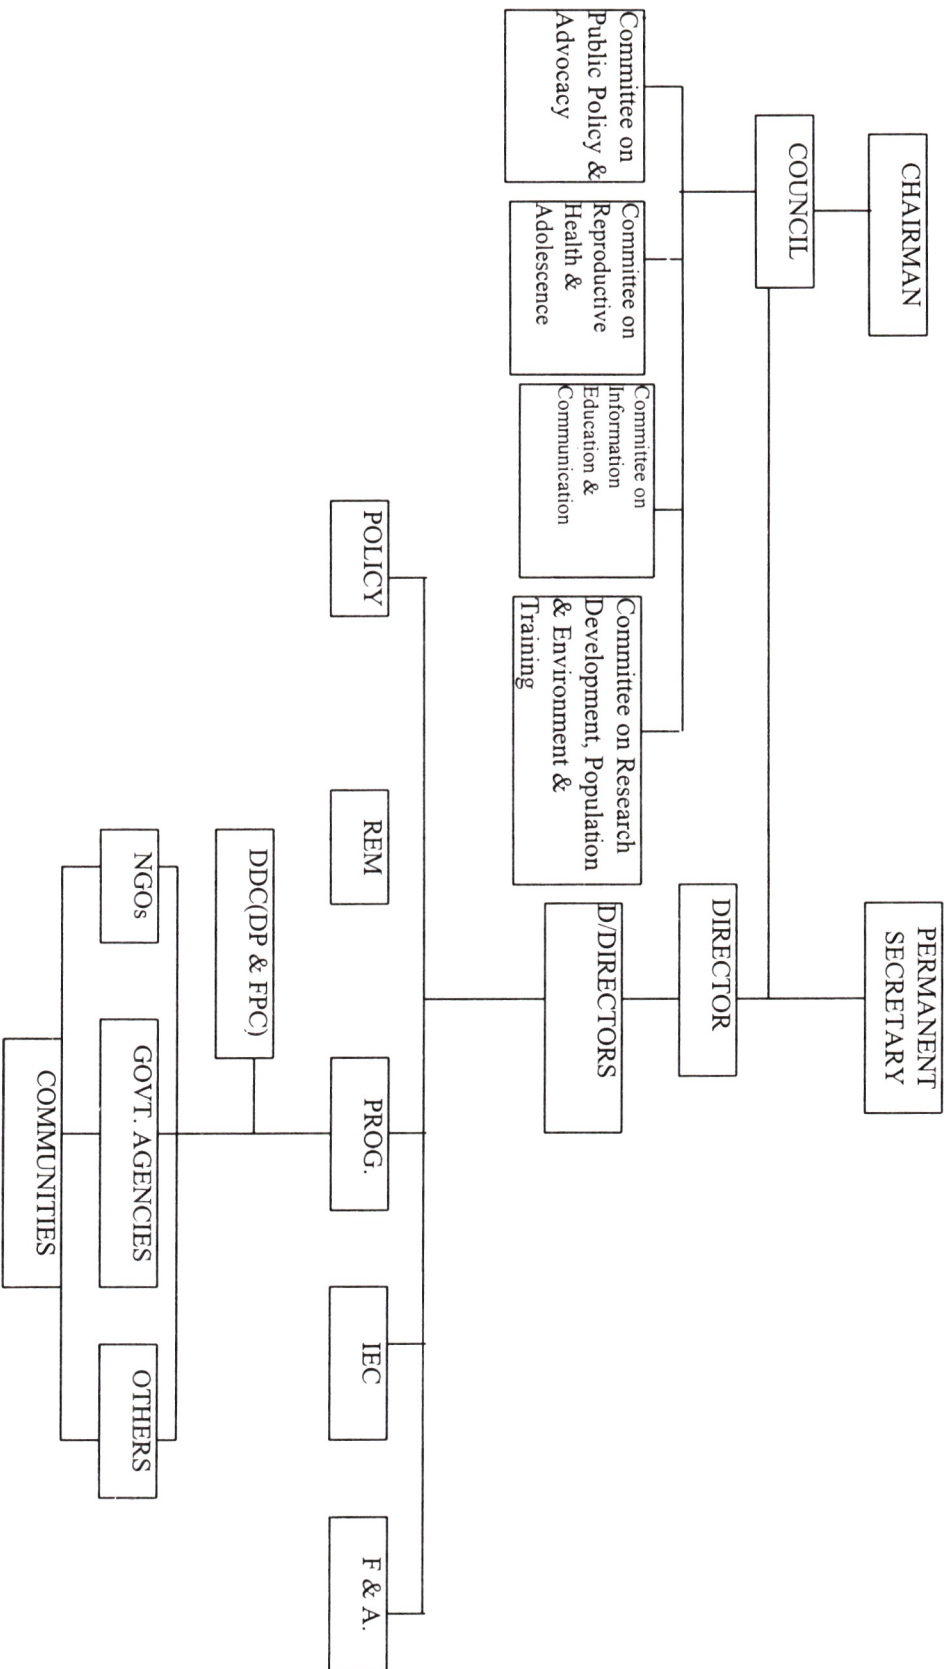 CHAIRMAN
PERMANENT
SECRETARY
COUNCIL
DIRECTOR
Committee on
Public Policy &
Advocacy
Committee on
Reproductive
Health &
Adolescence
Committee on
Information
Education &
Communication
Committee on Research
Development, Population
& Environment &
Training
D/DIRECTORS
POLICY
REM
PROG.
IEC
F & A.
DDC(DP & FPC)
NGOs
GOVT. AGENCIES
OTHERS
COMMUNITIES